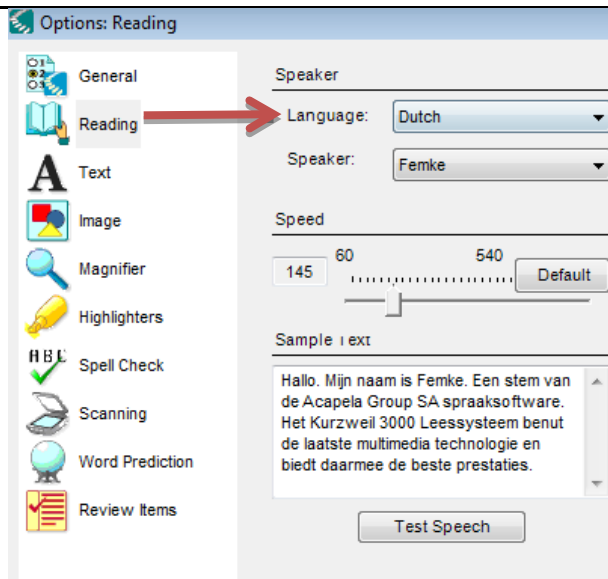 Options: Reading
General
Reading
Text
Image
Magnifier
Highlighters
Spell Check
Scanning
Word Prediction
Review Items
Speaker
Language: Dutch
Speaker: Femke
Speed
145 60 540 Default
Sample Text
Hallo. Mijn naam is Femke. Een stem van
de Acapela Group SA spraaksoftware.
Het Kurzweil 3000 Leessysteem benut
de laatste multimedia technologie en
biedt daarmee de beste prestaties.
Test Speech